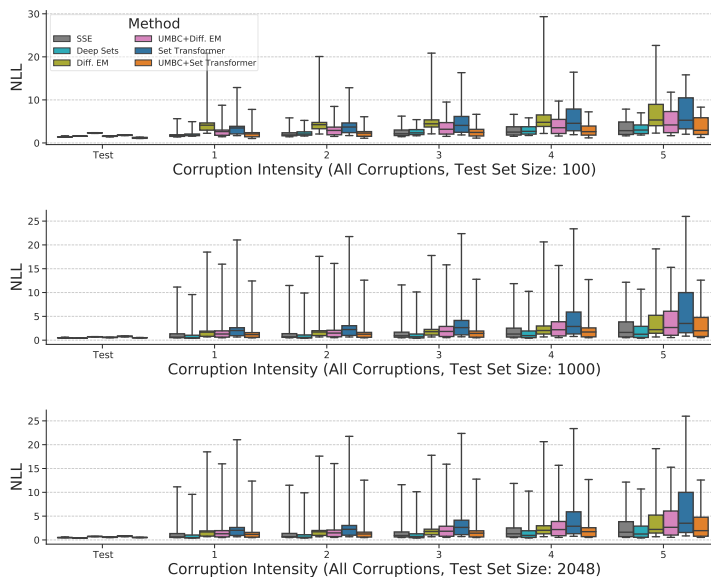 30
20
10
0
NLL
Method
SSE
Deep Sets
Diff. EM
UMBC+Diff. EM
Set Transformer
UMBC+Set Transformer
Test 1 2 3 4 5
Corruption Intensity (All Corruptions, Test Set Size: 100)
25
20
15
10
5
0
NLL
Test 1 2 3 4 5
Corruption Intensity (All Corruptions, Test Set Size: 1000)
25
20
15
10
5
0
NLL
Test 1 2 3 4 5
Corruption Intensity (All Corruptions, Test Set Size: 2048)